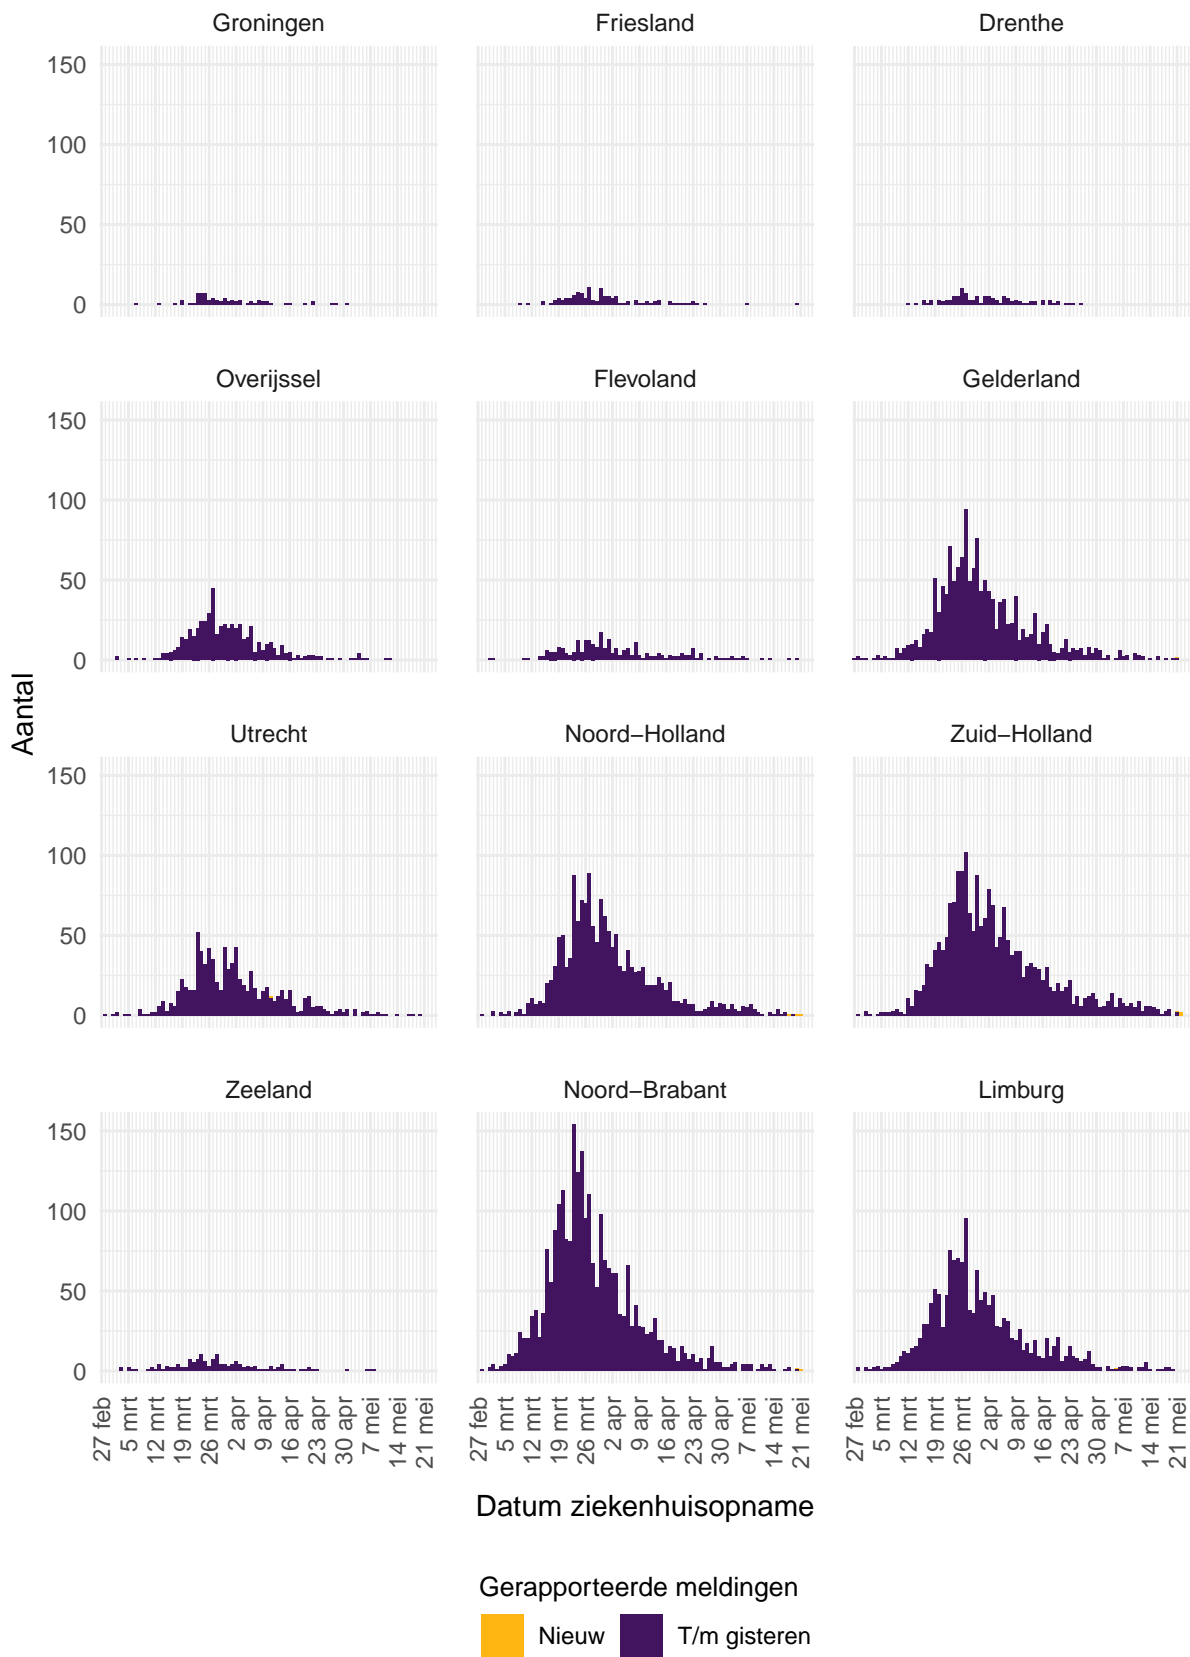 Groningen Friesland Drenthe
150
100
50
0
Overijssel Flevoland Gelderland
150
100
50
0
Utrecht Noord−Holland Zuid−Holland
150
100
50
0
Zeeland Noord−Brabant Limburg
150
100
50
0
Aantal
27 feb 5 mrt 12 mrt 19 mrt 26 mrt 2 apr 9 apr 16 apr 23 apr 30 apr 7 mei 14 mei 21 mei
27 feb 5 mrt 12 mrt 19 mrt 26 mrt 2 apr 9 apr 16 apr 23 apr 30 apr 7 mei 14 mei 21 mei
27 feb 5 mrt 12 mrt 19 mrt 26 mrt 2 apr 9 apr 16 apr 23 apr 30 apr 7 mei 14 mei 21 mei
Datum ziekenhuisopname
Gerapporteerde meldingen
Nieuw T/m gisteren